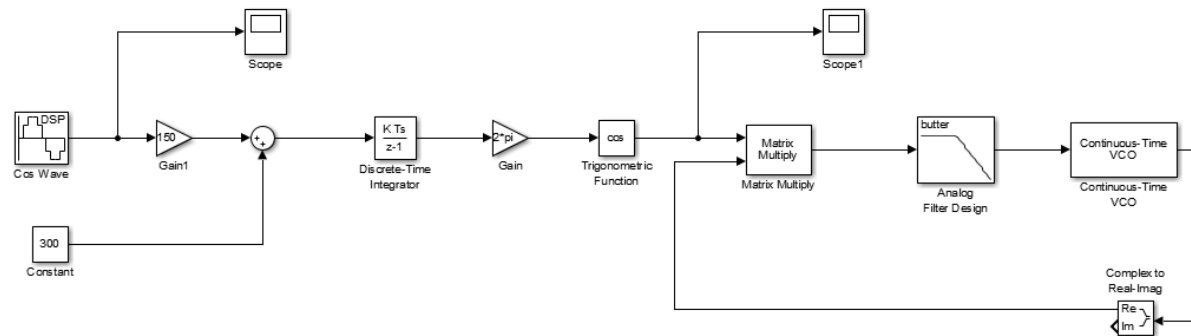 Scope
Scope1
DSP
Cos Wave
150
Gain1
+
+
K Ts
z-1
Discrete-Time
Integrator
2*pi
Gain
cos
Trigonometric
Function
Matrix
Multiply
Matrix Multiply
butter
Analog
Filter Design
Continuous-Time
VCO
Continuous-Time
VCO
300
Constant
Complex to
Real-Imag
Re
Im